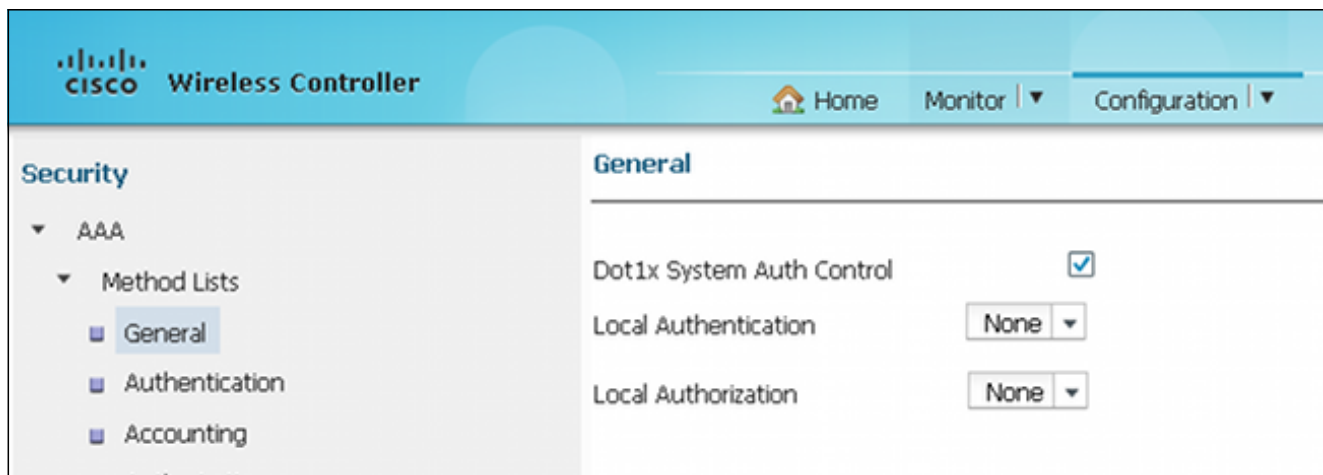 CISCO Wireless Controller
Home Monitor Configuration
Security
General
AAA
Method Lists
General
Authentication
Accounting
Dot1x System Auth Control
Local Authentication None
Local Authorization None